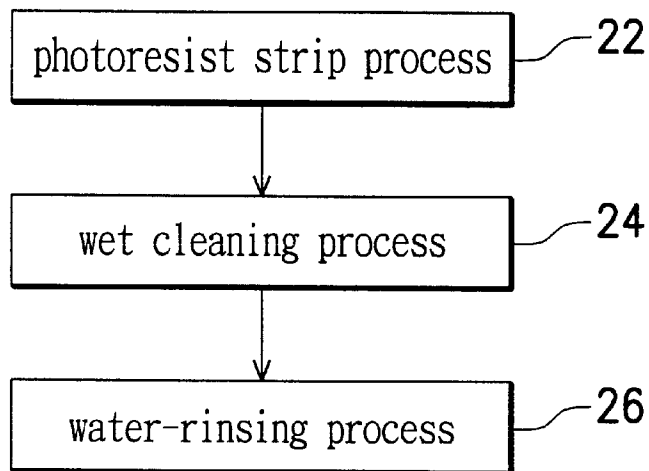 photoresist strip process 22
wet cleaning process 24
water-rinsing process 26